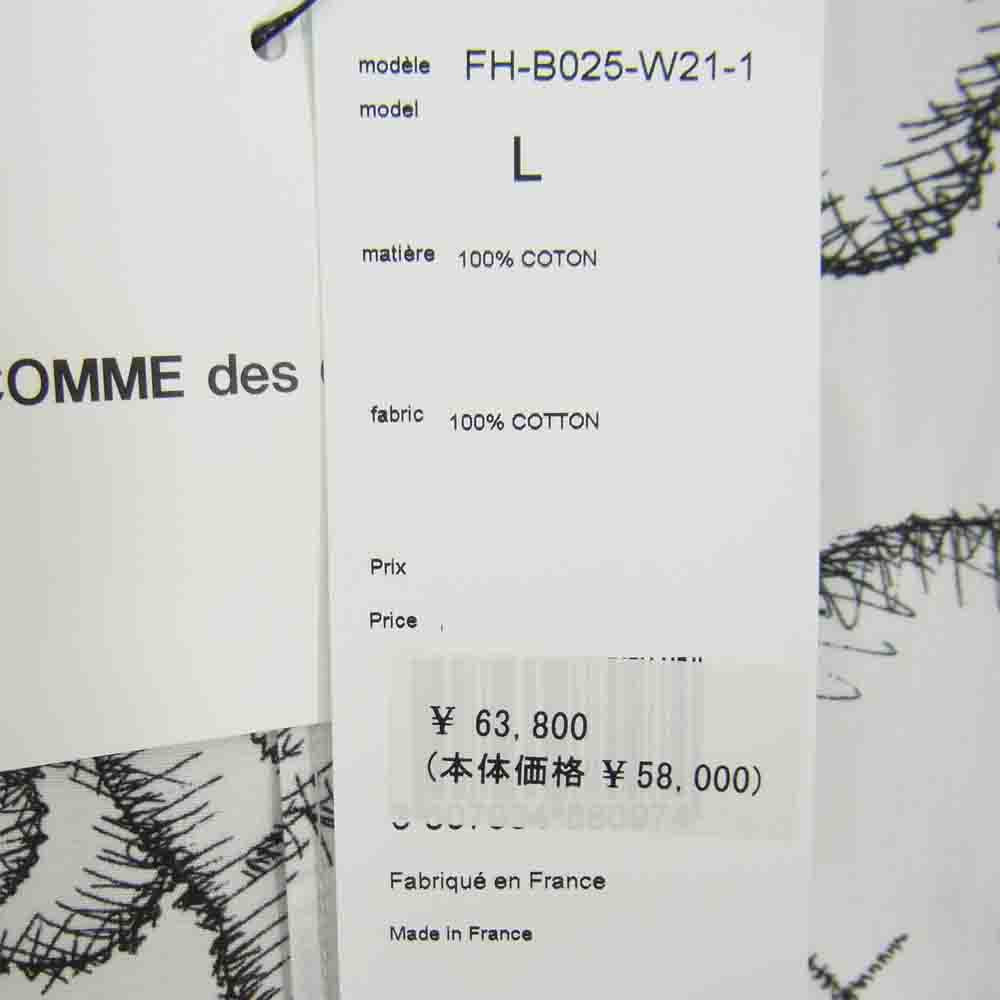 modèle FH-B025-W21-1
model
L
matière 100% COTON
COMME des
fabric 100% COTTON
Prix
Price
¥ 63,800
(本体価格 ¥58,000)
Fabriqué en France
Made in France